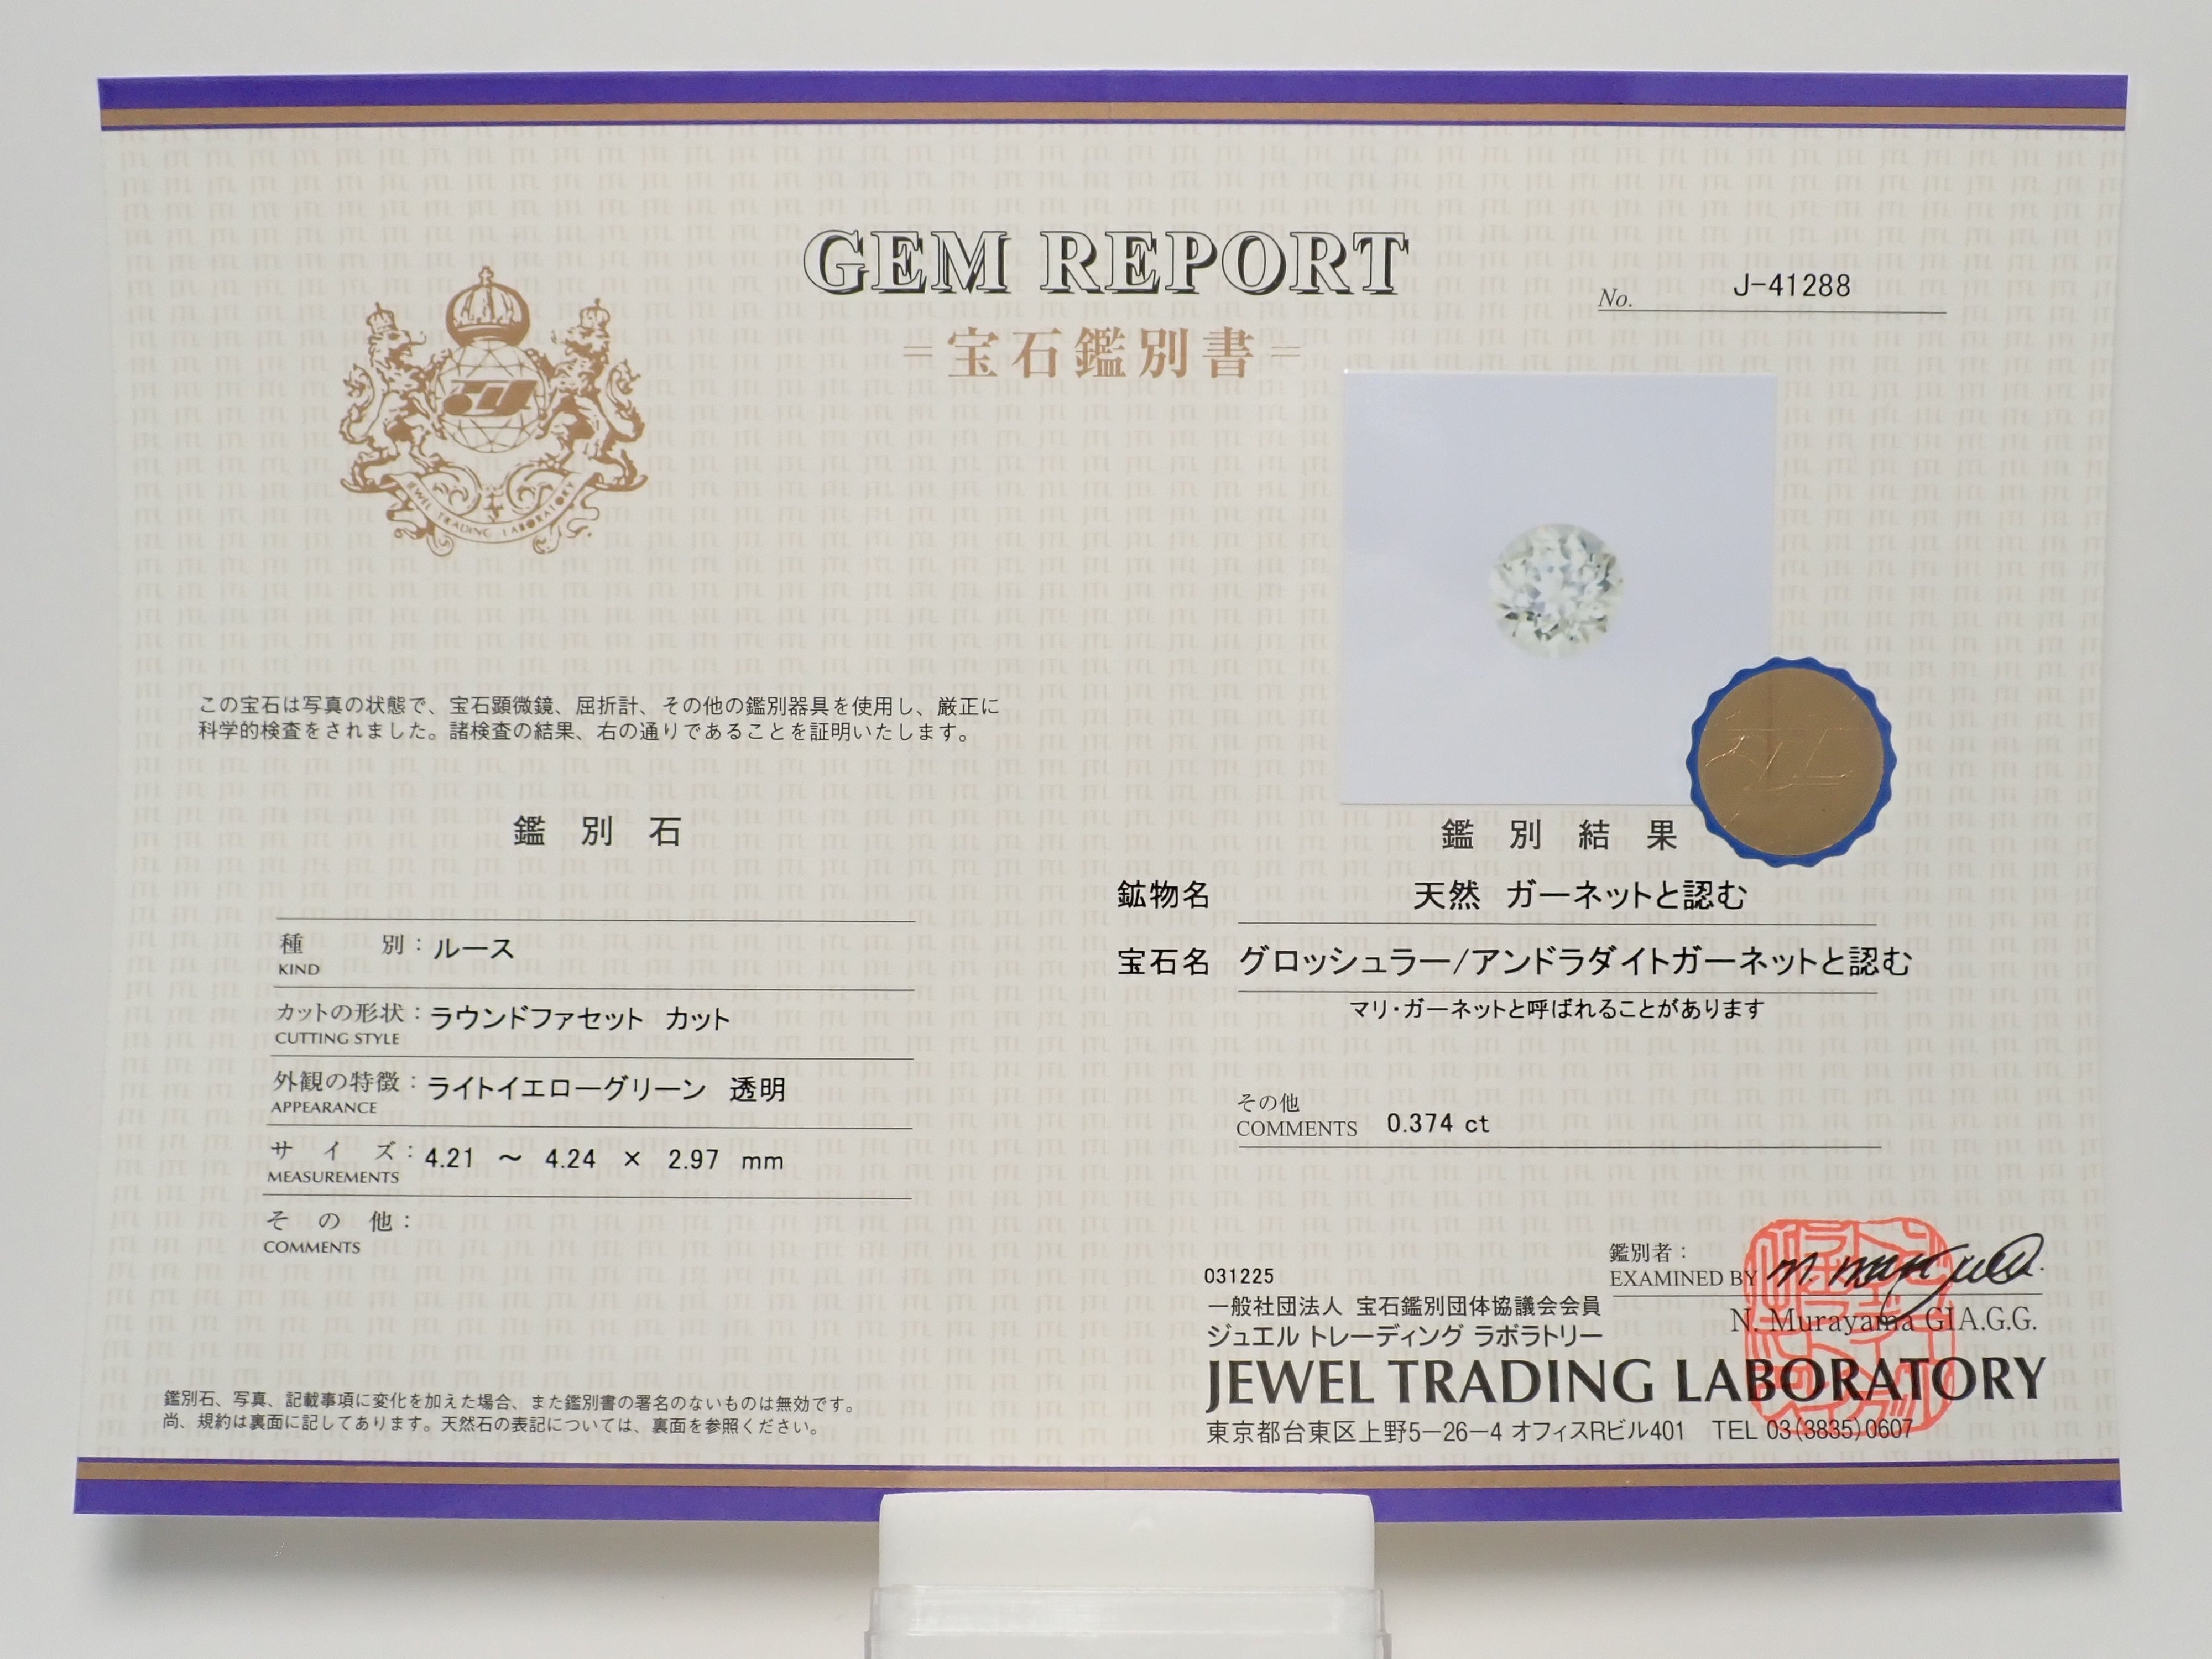 GEM REPORT
=宝石鑑別書=
No. J-41288
JEWEL TRADING LABORATORY
この宝石は写真の状態で、宝石顕微鏡、屈折計、その他の鑑別器具を使用し、厳正に
科学的検査をされました。諸検査の結果、右の通りであることを証明いたします。
鑑別石
種別: ルース
KIND
カットの形状: ラウンドファセット カット
CUTTING STYLE
外観の特徴: ライトイエローグリーン 透明
APPEARANCE
サイズ: 4.21 ～ 4.24 × 2.97 mm
MEASUREMENTS
その他:
COMMENTS
鑑別石、写真、記載事項に変化を加えた場合、また鑑別書の署名のないものは無効です。
尚、規約は裏面に記してあります。天然石の表記については、裏面を参照ください。
鑑別結果
鉱物名 天然 ガーネットと認む
宝石名 グロッシュラー/アンドラダイトガーネットと認む
マリ・ガーネットと呼ばれることがあります
その他
COMMENTS 0.374 ct
鑑別者:
EXAMINED BY
N. Murayama GIA.G.G.
031225
一般社団法人 宝石鑑別団体協議会会員
ジュエル トレーディング ラボラトリー
JEWEL TRADING LABORATORY
東京都台東区上野5-26-4 オフィスRビル401 TEL 03(3835)0607